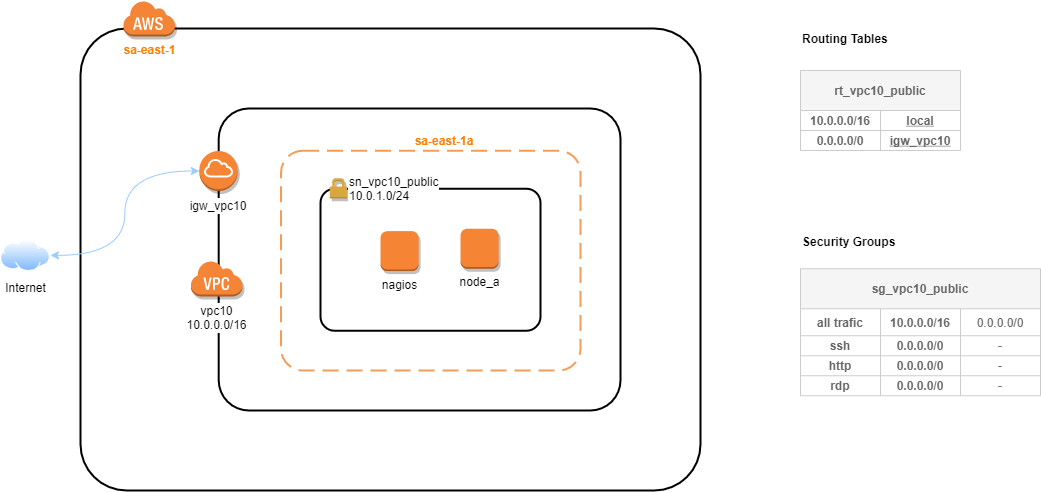 AWS
sa-east-1
sa-east-1a
sn_vpc10_public
10.0.1.0/24
igw_vpc10
Internet
VPC
vpc10
10.0.0.0/16
nagios
node_a
Routing Tables
rt_vpc10_public
10.0.0.0/16 local
0.0.0.0/0 igw_vpc10
Security Groups
sg_vpc10_public
all trafic 10.0.0.0/16 0.0.0.0/0
ssh 0.0.0.0/0 -
http 0.0.0.0/0 -
rdp 0.0.0.0/0 -